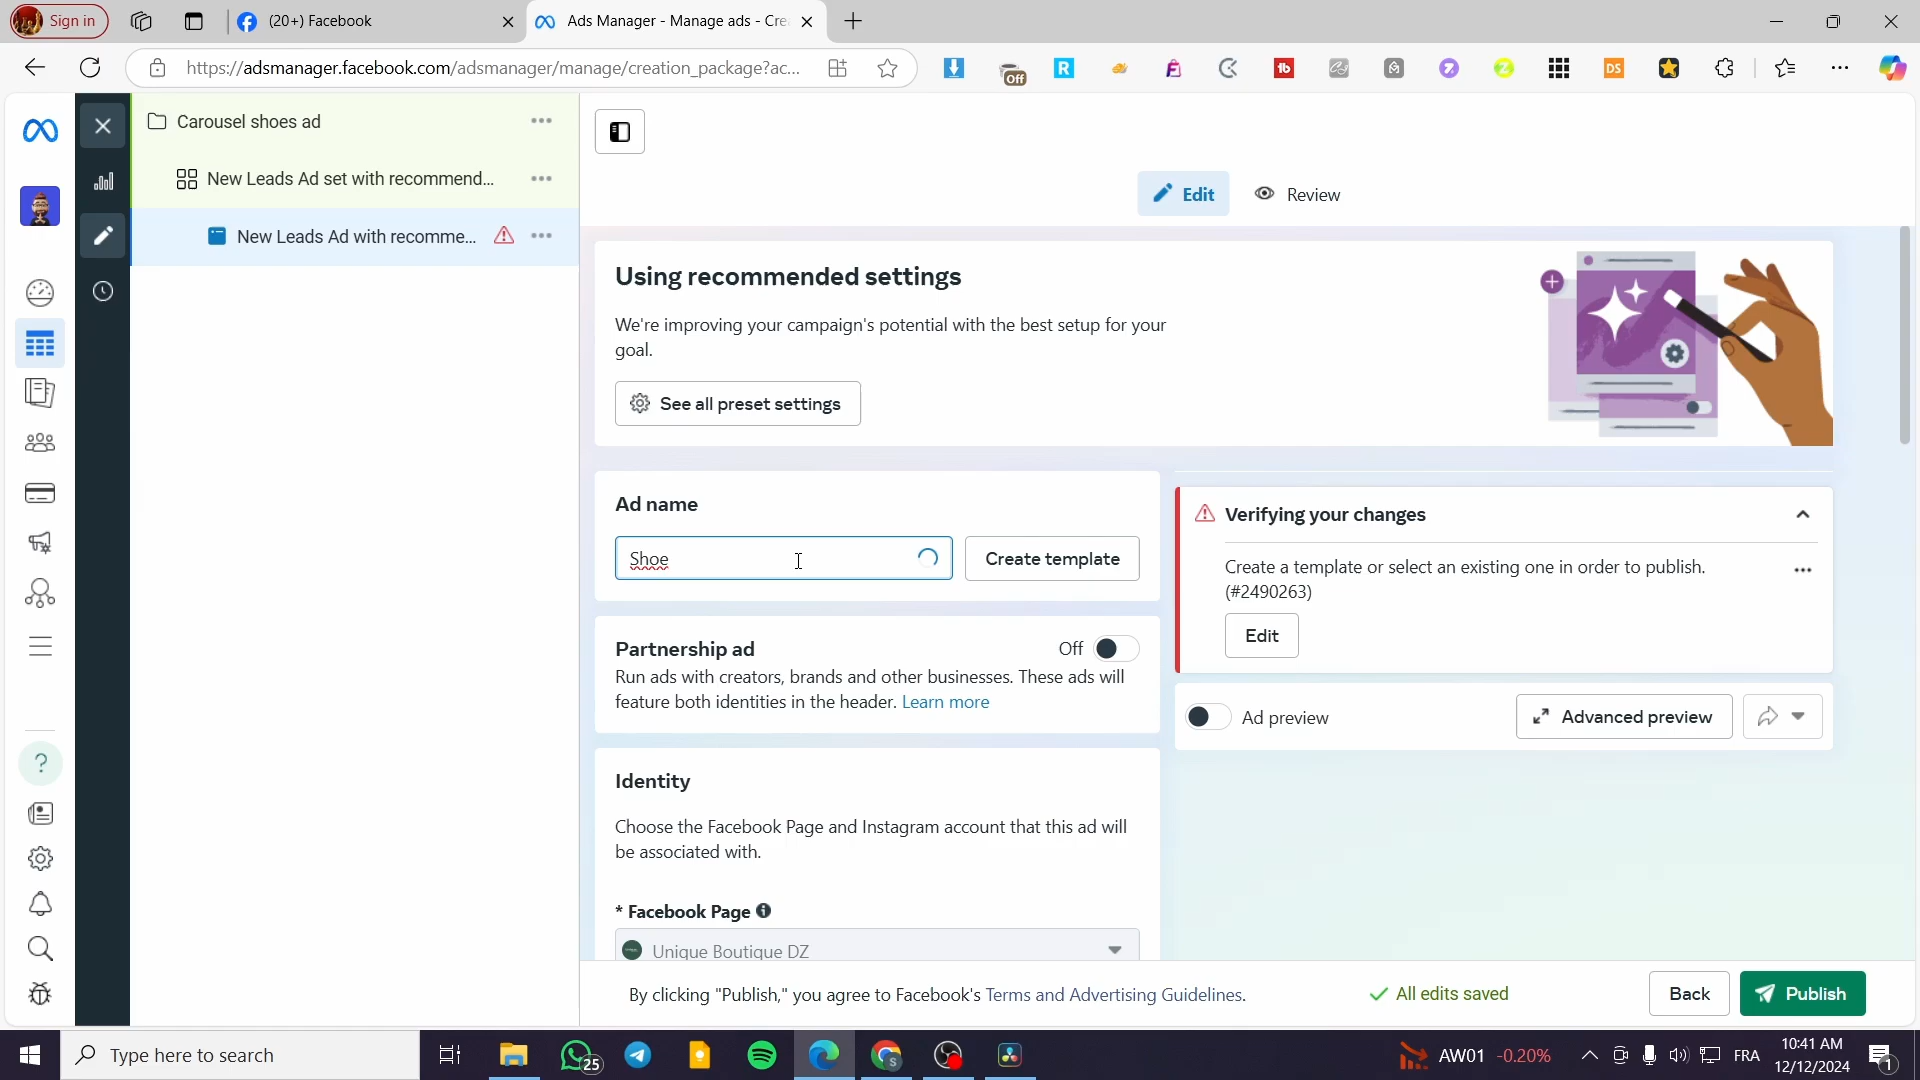 Sign in
(20+) Facebook
Ads Manager - Manage ads - Cre
https://adsmanager.facebook.com/adsmanager/manage/creation_package?ac...
Off
DS
Carousel shoes ad
New Leads Ad set with recommend...
New Leads Ad with recomme...
Edit
Review
Using recommended settings
We're improving your campaign's potential with the best setup for your
goal.
See all preset settings
Ad name
Shoe
Create template
Verifying your changes
Create a template or select an existing one in order to publish.
(#2490263)
Edit
Partnership ad
Off
Run ads with creators, brands and other businesses. These ads will
feature both identities in the header. Learn more
Ad preview
Advanced preview
Identity
Choose the Facebook Page and Instagram account that this ad will
be associated with.
* Facebook Page
Unique Boutique DZ
By clicking "Publish," you agree to Facebook's Terms and Advertising Guidelines.
All edits saved
Back
Publish
Type here to search
25
AW01 -0.20%
FRA
10:41 AM
12/12/2024
1